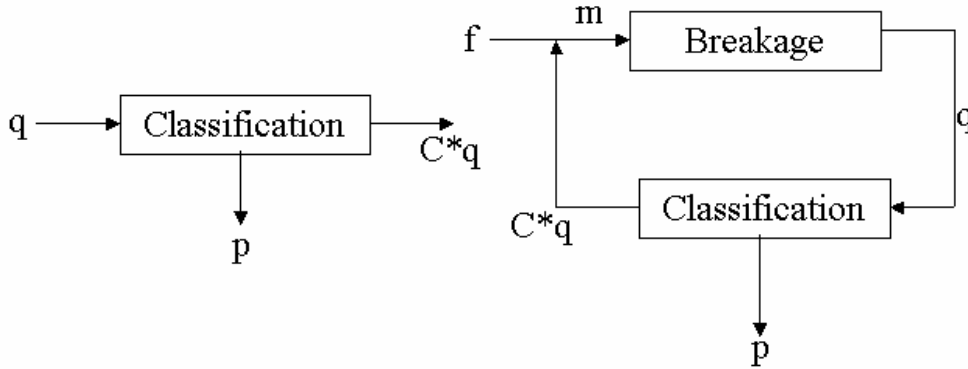 q
Classification
C*q
p
f
m
Breakage
q
Classification
C*q
p